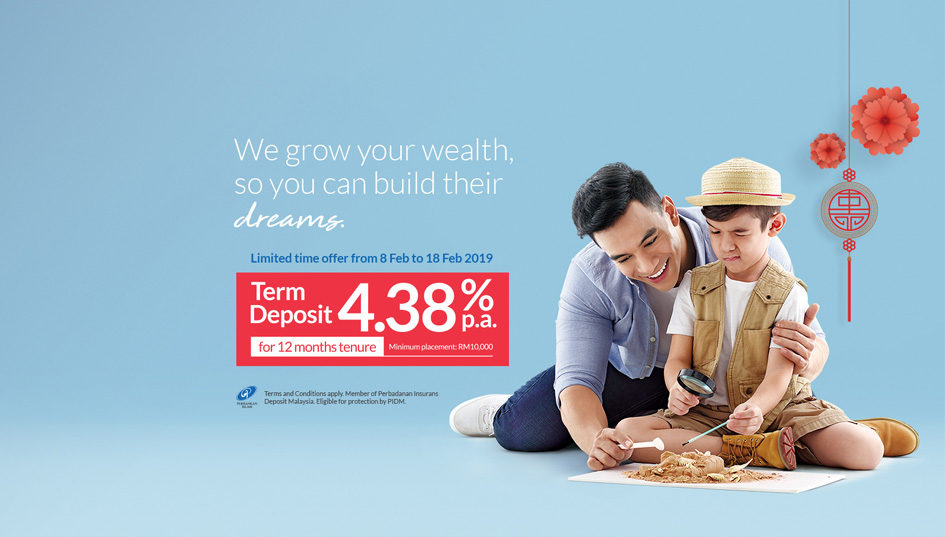 We grow your wealth,
so you can build their
dreams.
Limited time offer from 8 Feb to 18 Feb 2019
Term
Deposit
4.38% p.a.
for 12 months tenure
Minimum placement: RM10,000
PERBANKAN
ISLAM
Terms and Conditions apply. Member of Perbadanan Insurans
Deposit Malaysia. Eligible for protection by PIDM.